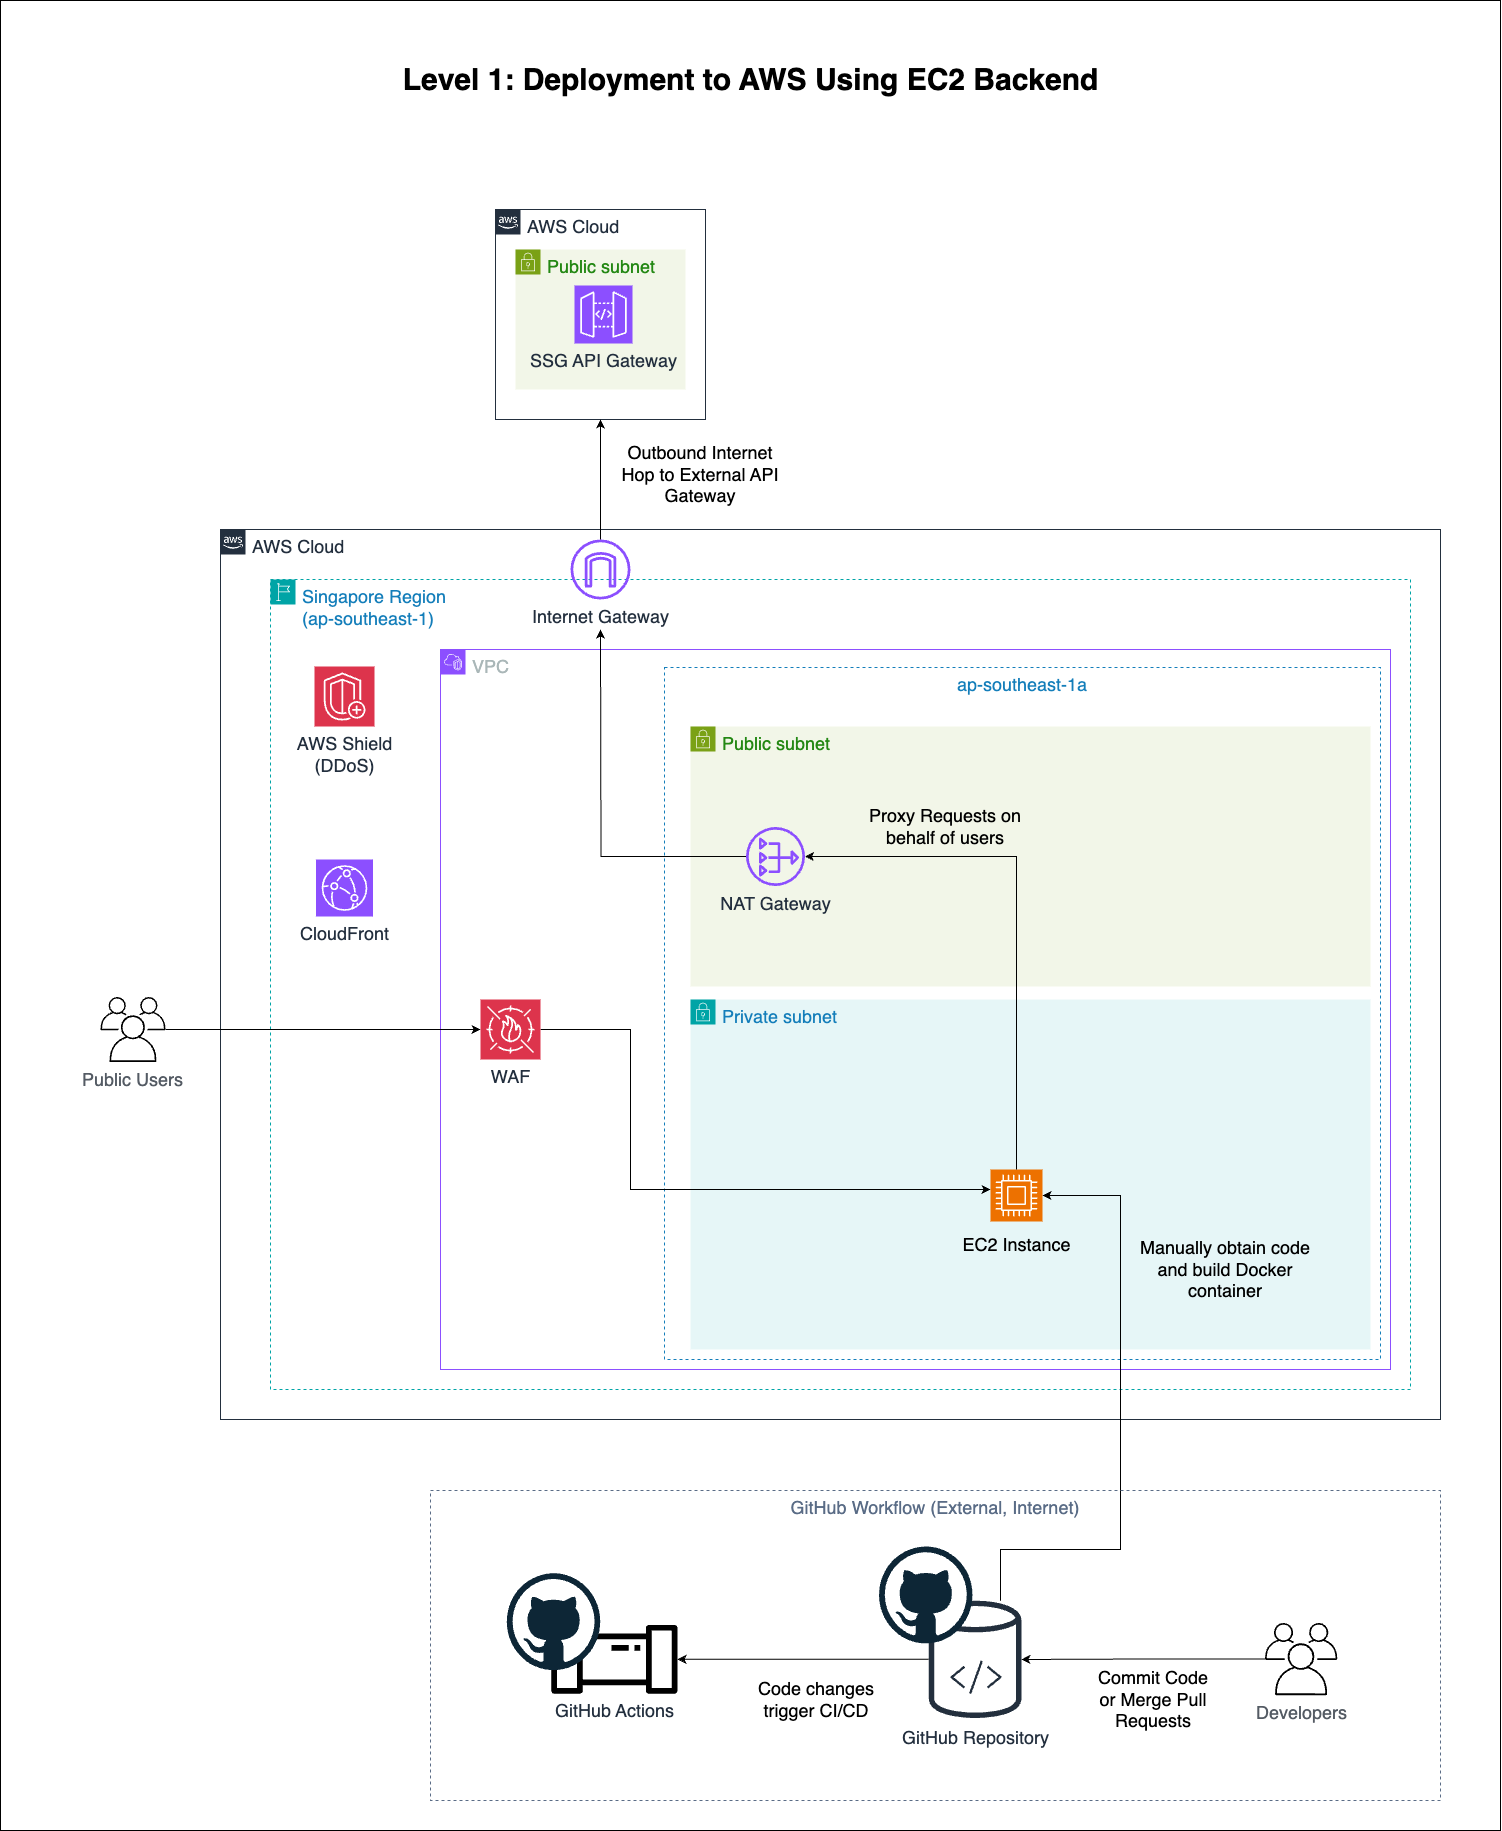 Level 1: Deployment to AWS Using EC2 Backend
aws
AWS Cloud
Public subnet
</>
SSG API Gateway
Outbound Internet
Hop to External API
Gateway
aws
AWS Cloud
Internet Gateway
Singapore Region
(ap-southeast-1)
VPC
ap-southeast-1a
AWS Shield
(DDoS)
Public subnet
Proxy Requests on
behalf of users
NAT Gateway
CloudFront
Private subnet
Public Users
WAF
EC2 Instance
Manually obtain code
and build Docker
container
GitHub Workflow (External, Internet)
</>
Code changes
trigger CI/CD
Commit Code
or Merge Pull
Requests
GitHub Actions
GitHub Repository
Developers